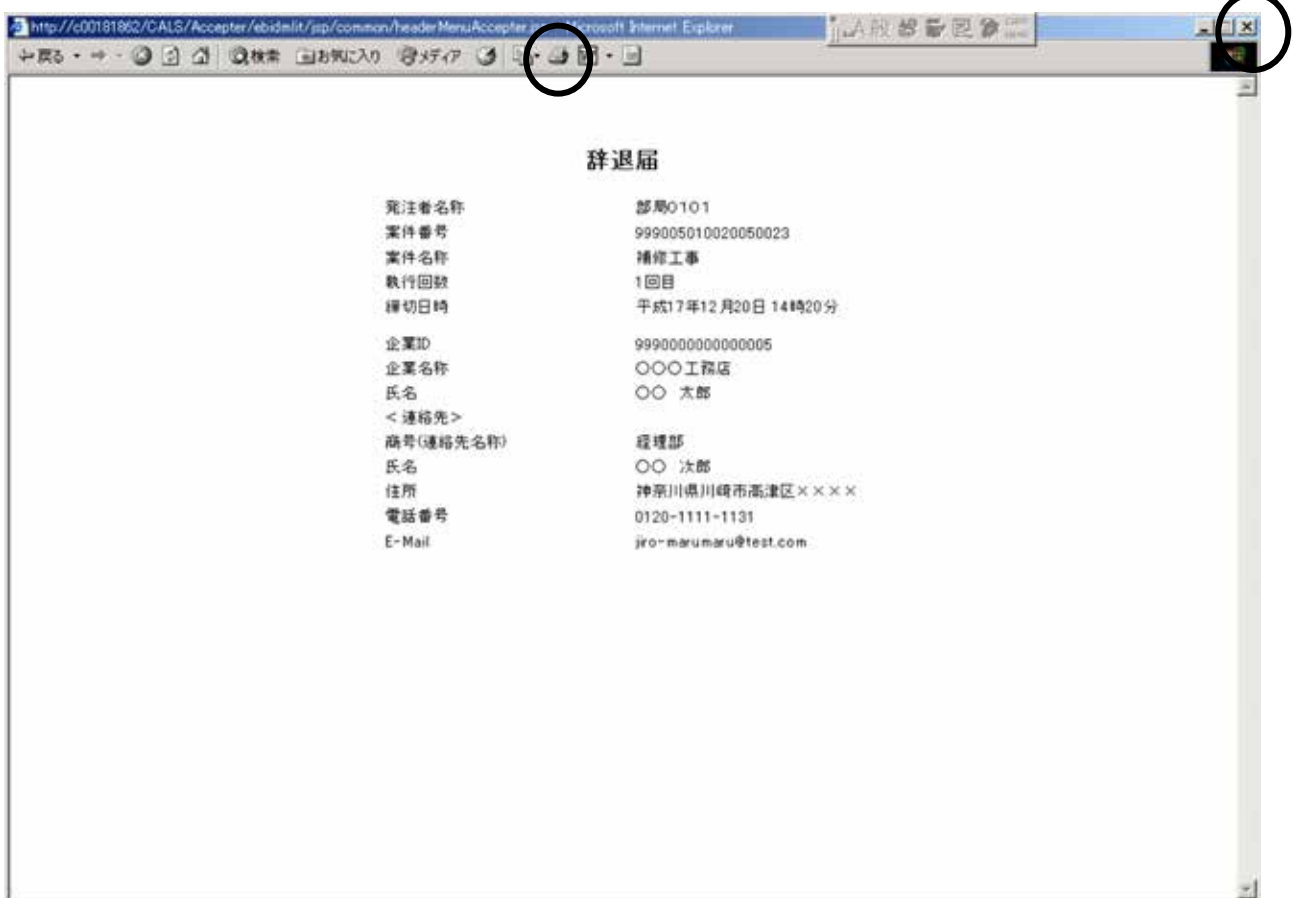 http://c00181862/CALS/Accepter/ebidmlit/jsp/common/headerMenuAccepter Microsoft Internet Explorer
戻る 検索 お気に入り メディア
辞退届
発注者名称 部局0101
案件番号 999005010020050023
案件名称 補修工事
執行回数 1回目
締切日時 平成17年12月20日 14時20分
企業ID 9990000000000005
企業名称 〇〇〇工務店
氏名 〇〇 太郎
<連絡先>
商号(連絡先名称) 経理部
氏名 〇〇 次郎
住所 神奈川県川崎市高津区××××
電話番号 0120-1111-1131
E-Mail jiro-marumaru@test.com